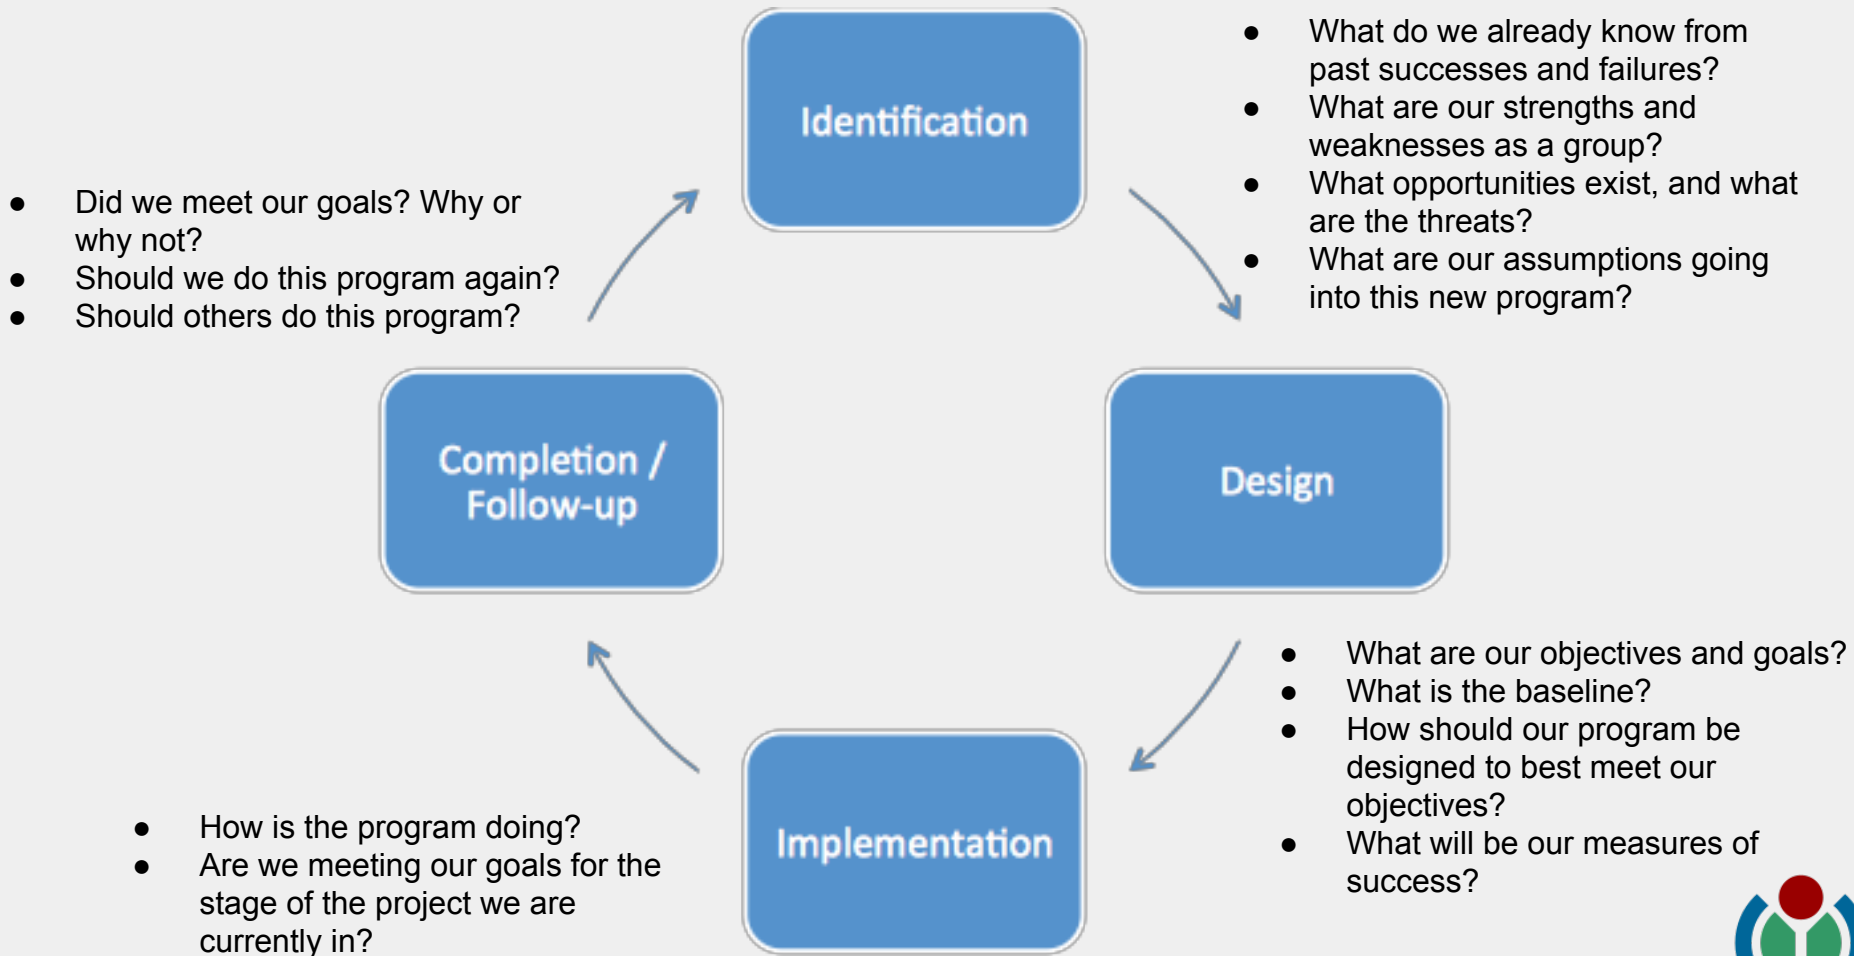 Identification
● What do we already know from
past successes and failures?
● What are our strengths and
weaknesses as a group?
● What opportunities exist, and what
are the threats?
● What are our assumptions going
into this new program?
● Did we meet our goals? Why or
why not?
● Should we do this program again?
● Should others do this program?
Completion /
Follow-up
Design
● What are our objectives and goals?
● What is the baseline?
● How should our program be
designed to best meet our
objectives?
● What will be our measures of
success?
Implementation
● How is the program doing?
● Are we meeting our goals for the
stage of the project we are
currently in?